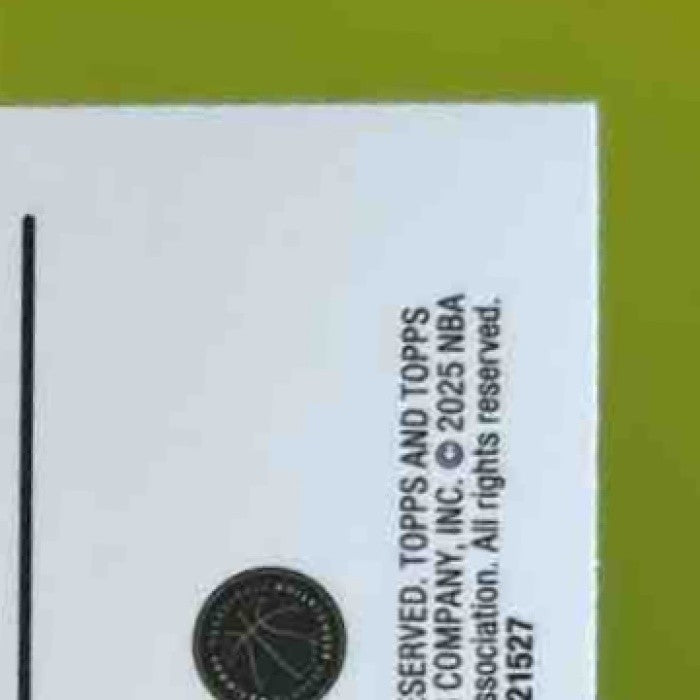 SERVED. TOPPS AND TOPPS
COMPANY, INC. © 2025 NBA
ssociation. All rights reserved.
21527